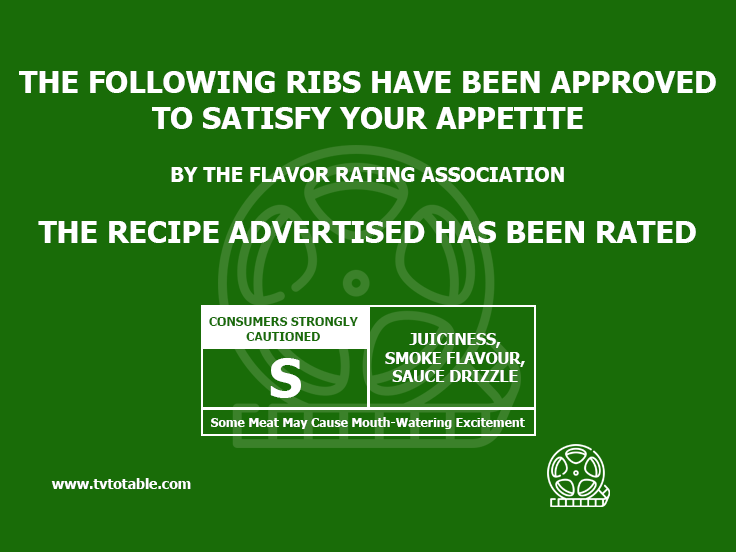 THE FOLLOWING RIBS HAVE BEEN APPROVED
TO SATISFY YOUR APPETITE
BY THE FLAVOR RATING ASSOCIATION
THE RECIPE ADVERTISED HAS BEEN RATED
CONSUMERS STRONGLY
CAUTIONED
S
JUICINESS,
SMOKE FLAVOUR,
SAUCE DRIZZLE
Some Meat May Cause Mouth-Watering Excitement
www.tvtotable.com